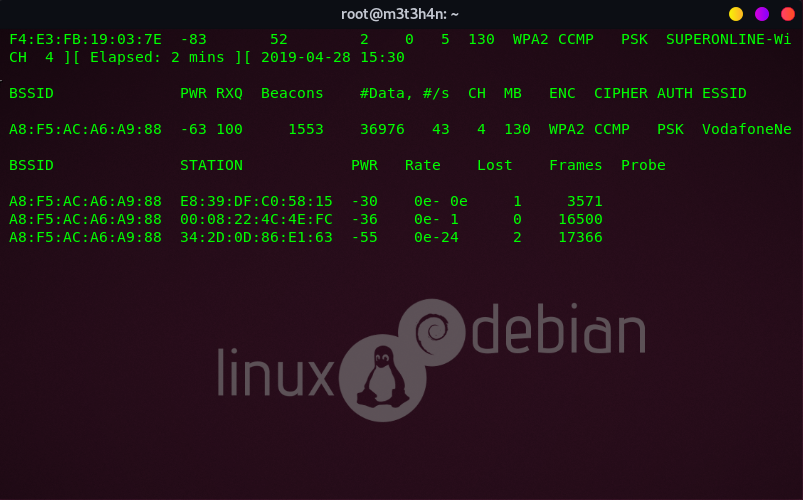 root@m3t3h4n: ~
F4:E3:FB:19:03:7E -83 52 2 0 5 130 WPA2 CCMP PSK SUPERONLINE-Wi
CH 4 ][ Elapsed: 2 mins ][ 2019-04-28 15:30
BSSID PWR RXQ Beacons #Data, #/s CH MB ENC CIPHER AUTH ESSID
A8:F5:AC:A6:A9:88 -63 100 1553 36976 43 4 130 WPA2 CCMP PSK VodafoneNe
BSSID STATION PWR Rate Lost Frames Probe
A8:F5:AC:A6:A9:88 E8:39:DF:C0:58:15 -30 0e- 0e 1 3571
A8:F5:AC:A6:A9:88 00:08:22:4C:4E:FC -36 0e- 1 0 16500
A8:F5:AC:A6:A9:88 34:2D:0D:86:E1:63 -55 0e-24 2 17366
debian
linux